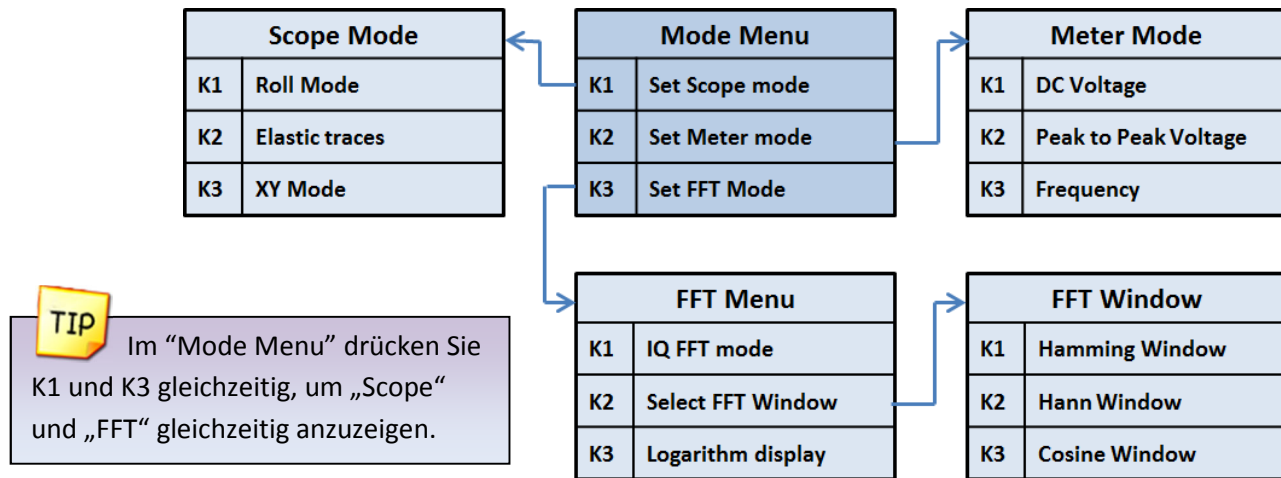 Scope Mode
K1 Roll Mode
K2 Elastic traces
K3 XY Mode
Mode Menu
K1 Set Scope mode
K2 Set Meter mode
K3 Set FFT Mode
Meter Mode
K1 DC Voltage
K2 Peak to Peak Voltage
K3 Frequency
TIP
Im “Mode Menu” drücken Sie
K1 und K3 gleichzeitig, um „Scope“
und „FFT“ gleichzeitig anzuzeigen.
FFT Menu
K1 IQ FFT mode
K2 Select FFT Window
K3 Logarithm display
FFT Window
K1 Hamming Window
K2 Hann Window
K3 Cosine Window